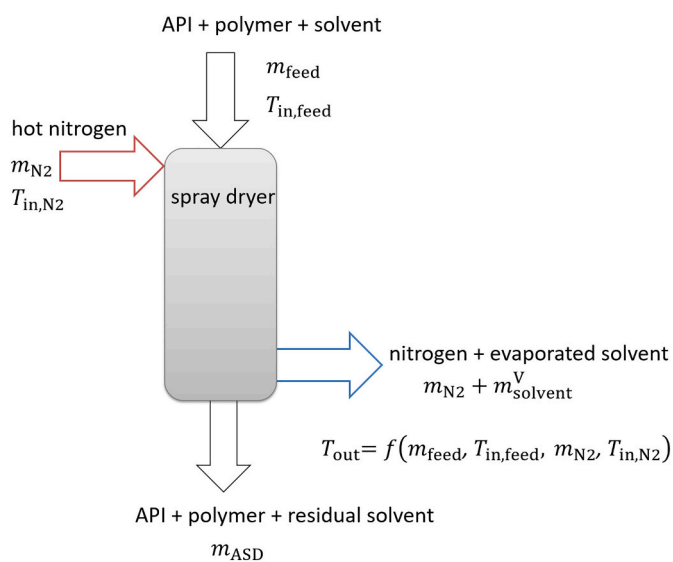 API + polymer + solvent
m_feed
T_in,feed
hot nitrogen
m_N2
T_in,N2
spray dryer
nitrogen + evaporated solvent
m_N2 + m^V_solvent
T_out= f(m_feed, T_in,feed, m_N2, T_in,N2)
API + polymer + residual solvent
m_ASD